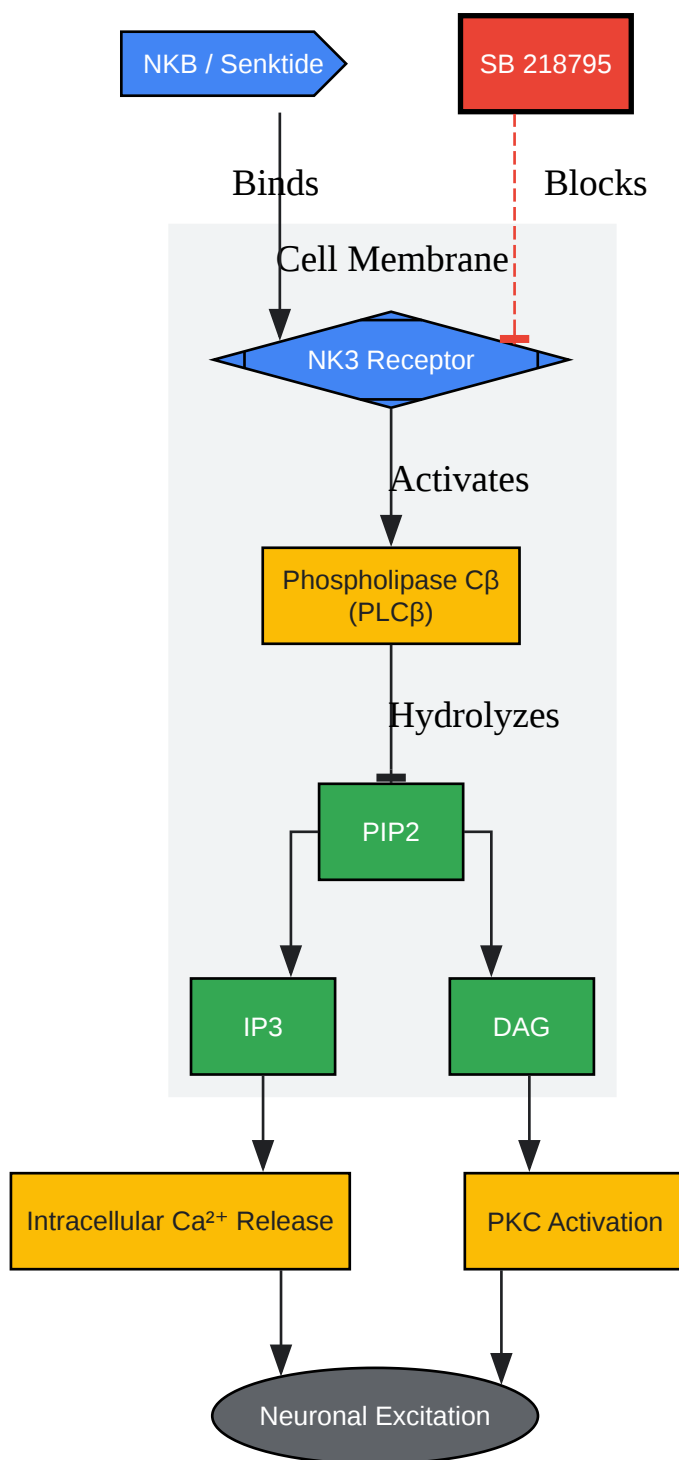 NKB / Senktide
SB 218795
Binds
Blocks
Cell Membrane
NK3 Receptor
Activates
Phospholipase Cβ
(PLCβ)
Hydrolyzes
PIP2
IP3
DAG
Intracellular Ca²⁺ Release
PKC Activation
Neuronal Excitation